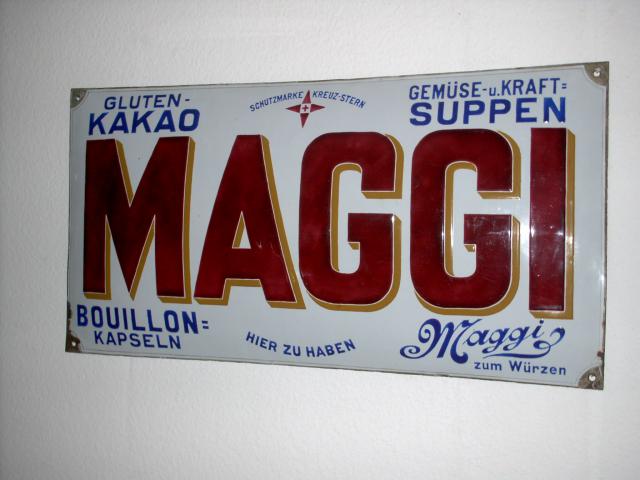 GLUTEN-
KAKAO
SCHUTZMARKE KREUZ-STERN
GEMÜSE-u.KRAFT=
SUPPEN
MAGGI
BOUILLON=
KAPSELN
HIER ZU HABEN
Maggi
zum Würzen